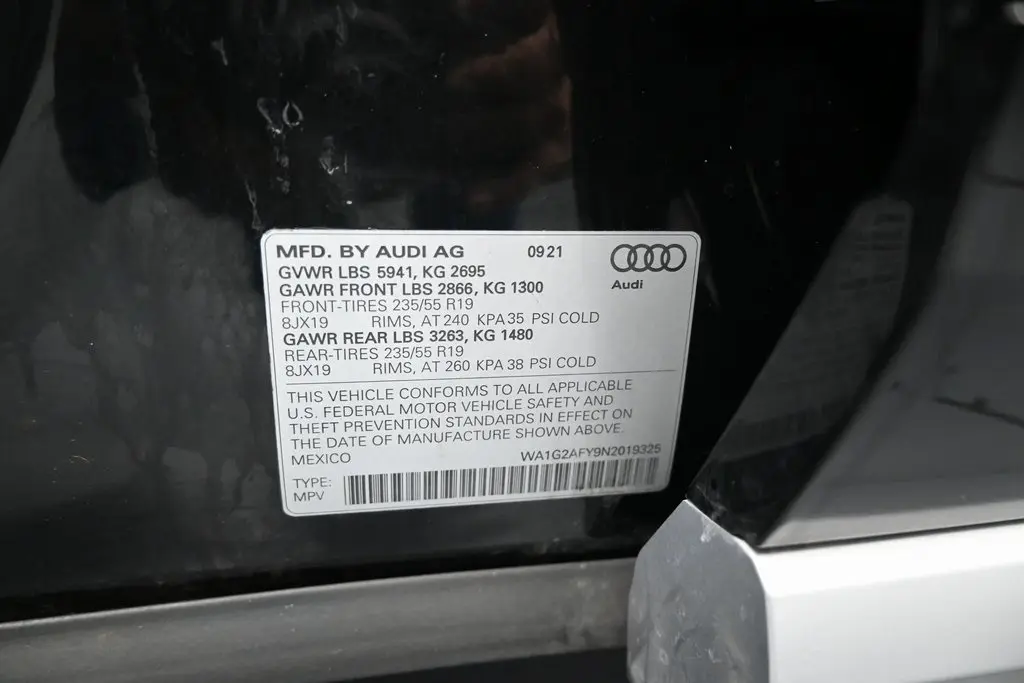 MFD. BY AUDI AG 09 21
GVWR LBS 5941, KG 2695
GAWR FRONT LBS 2866, KG 1300
Audi
FRONT-TIRES 235/55 R19
8JX19 RIMS, AT 240 KPA 35 PSI COLD
GAWR REAR LBS 3263, KG 1480
REAR-TIRES 235/55 R19
8JX19 RIMS, AT 260 KPA 38 PSI COLD
THIS VEHICLE CONFORMS TO ALL APPLICABLE
U.S. FEDERAL MOTOR VEHICLE SAFETY AND
THEFT PREVENTION STANDARDS IN EFFECT ON
THE DATE OF MANUFACTURE SHOWN ABOVE.
MEXICO WA1G2AFY9N2019325
TYPE:
MPV